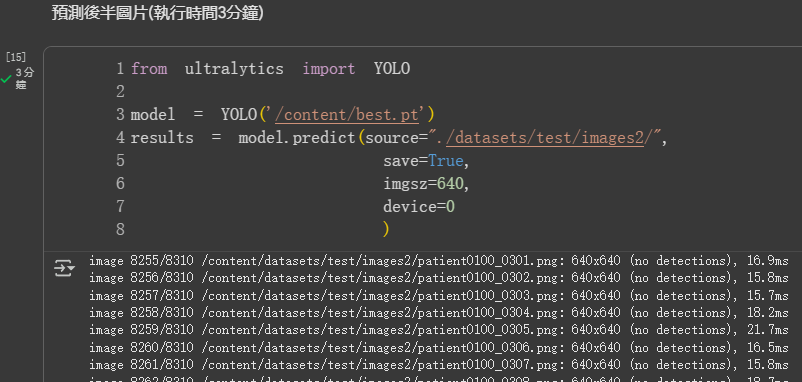 預測後半圖片(執行時間3分鐘)
[15]
3 分
鐘
1 from ultralytics import YOLO
2
3 model = YOLO('/content/best.pt')
4 results = model.predict(source="./datasets/test/images2/",
5 save=True,
6 imgsz=640,
7 device=0
8 )
image 8255/8310 /content/datasets/test/images2/patient0100_0301.png: 640x640 (no detections), 16.9ms
image 8256/8310 /content/datasets/test/images2/patient0100_0302.png: 640x640 (no detections), 15.8ms
image 8257/8310 /content/datasets/test/images2/patient0100_0303.png: 640x640 (no detections), 15.7ms
image 8258/8310 /content/datasets/test/images2/patient0100_0304.png: 640x640 (no detections), 18.2ms
image 8259/8310 /content/datasets/test/images2/patient0100_0305.png: 640x640 (no detections), 21.7ms
image 8260/8310 /content/datasets/test/images2/patient0100_0306.png: 640x640 (no detections), 16.5ms
image 8261/8310 /content/datasets/test/images2/patient0100_0307.png: 640x640 (no detections), 15.8ms